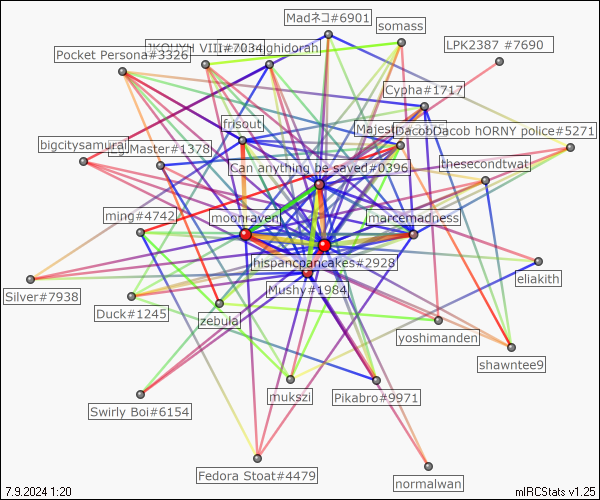 Madネコ#6901
somass
Pocket Persona#3326
VIII#7034
ghidorah
LPK2387 #7690
Cypha#1717
frisout
DacobDacob hORNY police#5271
bigcitysamurai
Master#1378
Can anything be saved#0396
thesecondtwat
ming#4742
moonraven
marcemadness
hispancpancakes#2928
eliakith
Silver#7938
Mushy#1984
Duck#1245
zebula
yoshimanden
shawntee9
mukszi
Pikabro#9971
Swirly Boi#6154
Fedora Stoat#4479
normalwan
7.9.2024 1:20
mIRCStats v1.25